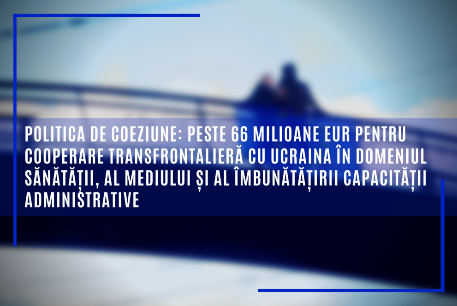 POLITICA DE COEZIUNE: PESTE 66 MILIOANE EUR PENTRU
COOPERARE TRANSFRONTALIERĂ CU UCRAINA ÎN DOMENIUL
SĂNĂTĂȚII, AL MEDIULUI ȘI AL ÎMBUNĂTĂȚIRII CAPACITĂȚII
ADMINISTRATIVE